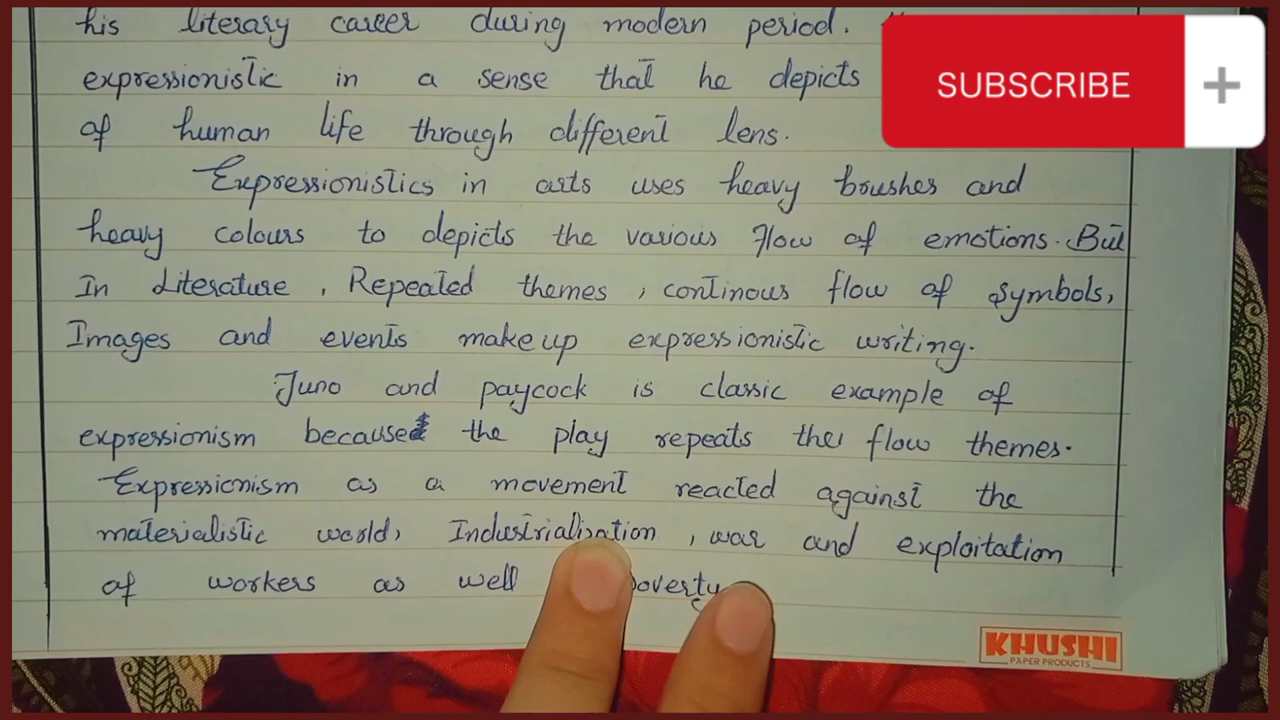 his literary career during modern period.
expressionistic in a sense that he depicts
of human life through different lens.
Expressionistics in arts uses heavy brushes and
heavy colours to depicts the various flow of emotions. But
In Literature, Repeated themes, continous flow of symbols,
Images and events make up expressionistic writing.
Juno and paycock is classic example of
expressionism because the play repeats the flow themes.
Expressionism as a movement reacted against the
materialistic world, Industrialisation, war and exploitation
of workers as well poverty
SUBSCRIBE +
KHUSHI
PAPER PRODUCTS